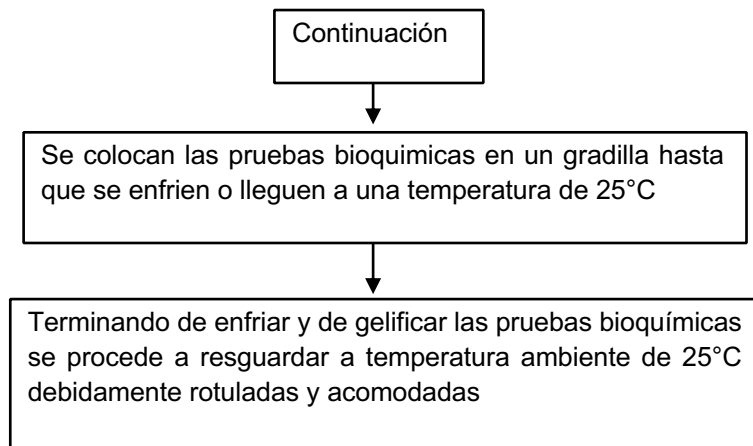 Continuación
Se colocan las pruebas bioquimicas en un gradilla hasta
que se enfrien o lleguen a una temperatura de 25°C
Terminando de enfriar y de gelificar las pruebas bioquímicas
se procede a resguardar a temperatura ambiente de 25°C
debidamente rotuladas y acomodadas